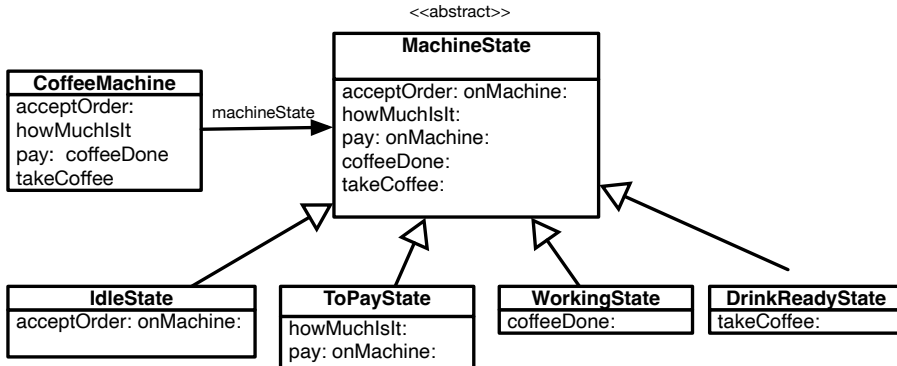 <<abstract>>
MachineState
acceptOrder: onMachine:
howMuchIsIt:
pay: onMachine:
coffeeDone:
takeCoffee:
CoffeeMachine
acceptOrder:
howMuchIsIt
pay: coffeeDone
takeCoffee
machineState
IdleState
acceptOrder: onMachine:
ToPayState
howMuchIsIt:
pay: onMachine:
WorkingState
coffeeDone:
DrinkReadyState
takeCoffee: